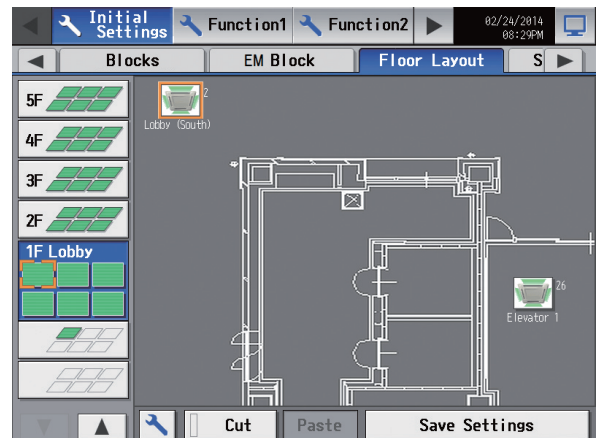 Initial Settings
Function1
Function2
02/24/2014
08:29PM
Blocks
EM Block
Floor Layout
S
5F
2
Lobby (South)
4F
3F
2F
1F Lobby
26
Elevator 1
Cut
Paste
Save Settings